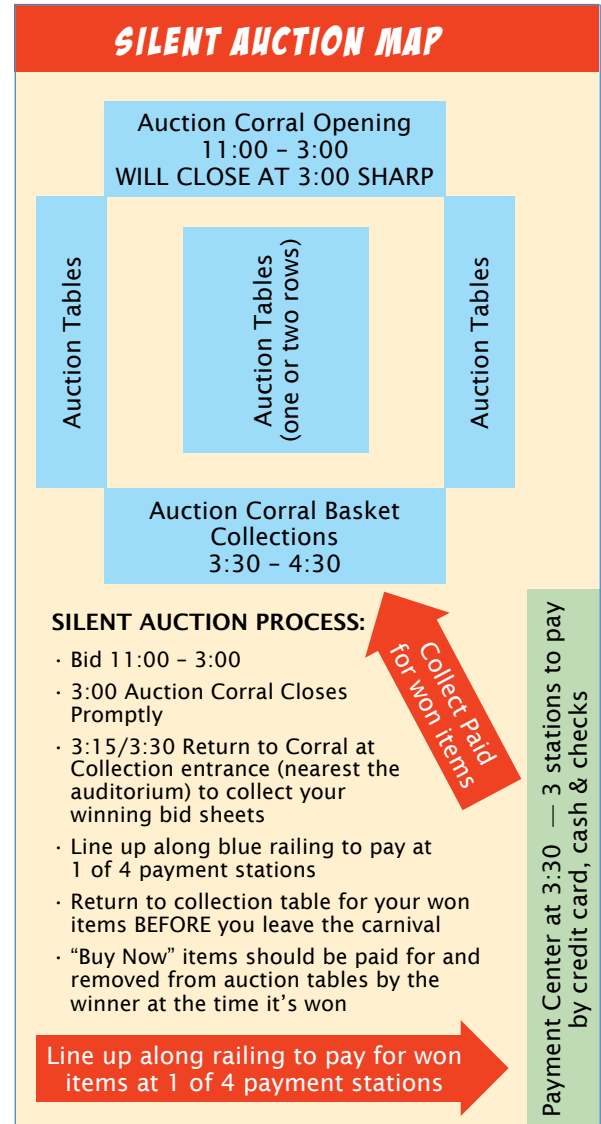 SILENT AUCTION MAP
Auction Corral Opening
11:00 – 3:00
WILL CLOSE AT 3:00 SHARP
Auction Tables
Auction Tables
(one or two rows)
Auction Tables
Auction Corral Basket
Collections
3:30 – 4:30
Collect Paid
for won items
SILENT AUCTION PROCESS:
· Bid 11:00 – 3:00
· 3:00 Auction Corral Closes
Promptly
· 3:15/3:30 Return to Corral at
Collection entrance (nearest the
auditorium) to collect your
winning bid sheets
· Line up along blue railing to pay at
1 of 4 payment stations
· Return to collection table for your won
items BEFORE you leave the carnival
· “Buy Now” items should be paid for and
removed from auction tables by the
winner at the time it’s won
Line up along railing to pay for won
items at 1 of 4 payment stations
Payment Center at 3:30 — 3 stations to pay
by credit card, cash & checks